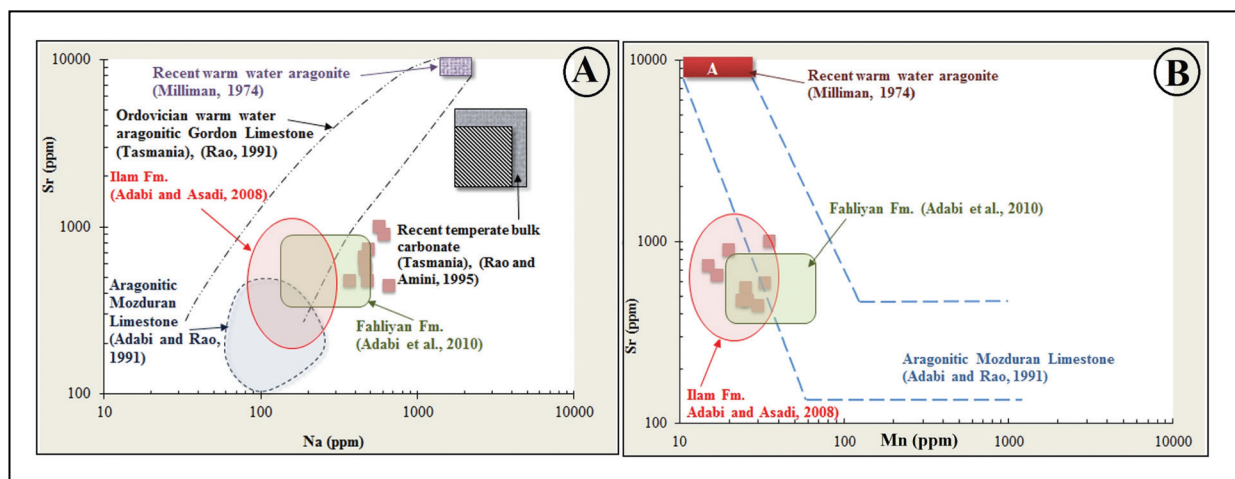 A
10000
1000
100
Sr (ppm)
Recent warm water aragonite
(Milliman, 1974)
Ordovician warm water
aragonitic Gordon Limestone
(Tasmania), (Rao, 1991)
Ilam Fm.
(Adabi and Asadi, 2008)
Recent temperate bulk
carbonate
(Tasmania), (Rao and
Amini, 1995)
Aragonitic
Mozduran
Limestone
(Adabi and Rao,
1991)
Fahliyan Fm.
(Adabi et al., 2010)
10
100
1000
10000
Na (ppm)
B
10000
1000
100
Sr (ppm)
A
Recent warm water aragonite
(Milliman, 1974)
Fahliyan Fm. (Adabi et al., 2010)
Aragonitic Mozduran Limestone
(Adabi and Rao, 1991)
Ilam Fm.
Adabi and Asadi, 2008)
10
100
1000
10000
Mn (ppm)